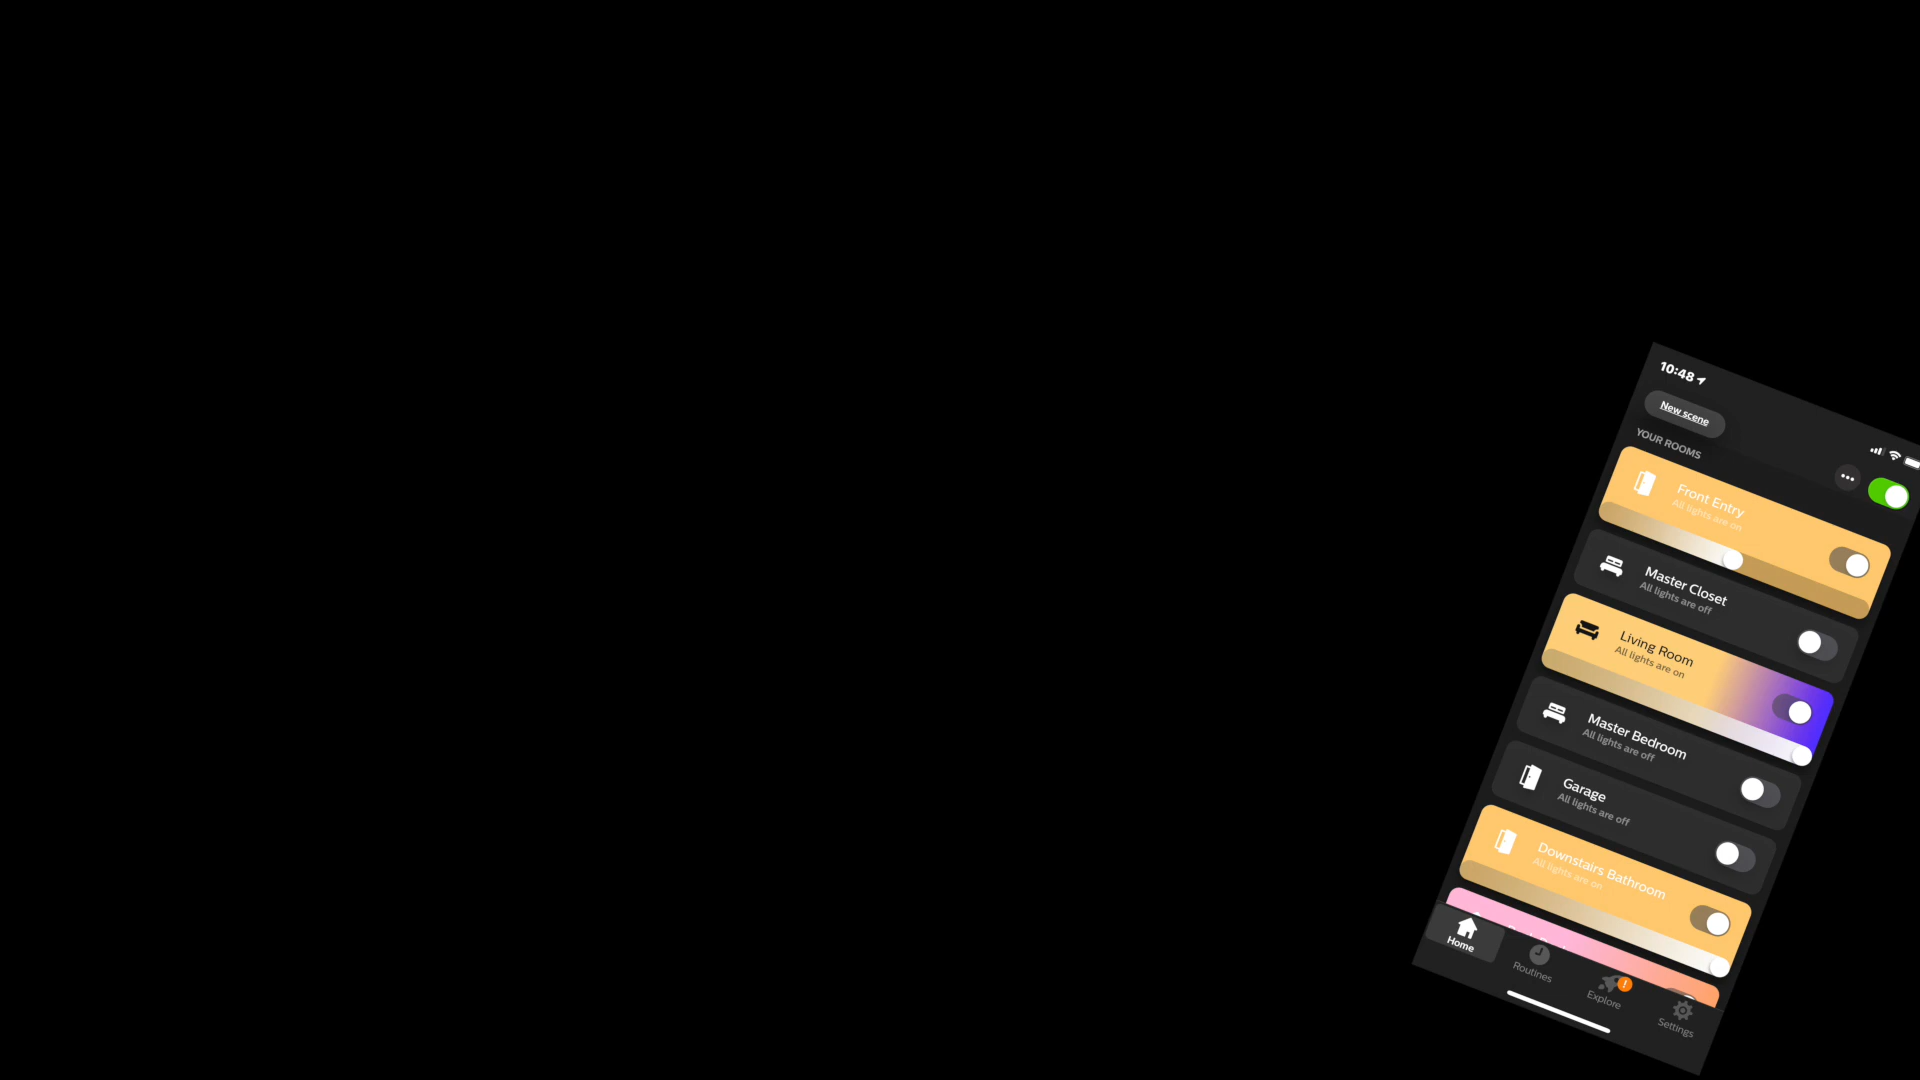 10:48
New scene
YOUR ROOMS
Front Entry
All lights are on
Master Closet
All lights are off
Living Room
All lights are on
Master Bedroom
All lights are off
Garage
All lights are off
Downstairs Bathroom
All lights are on
Home
Routines
Explore
!
Settings